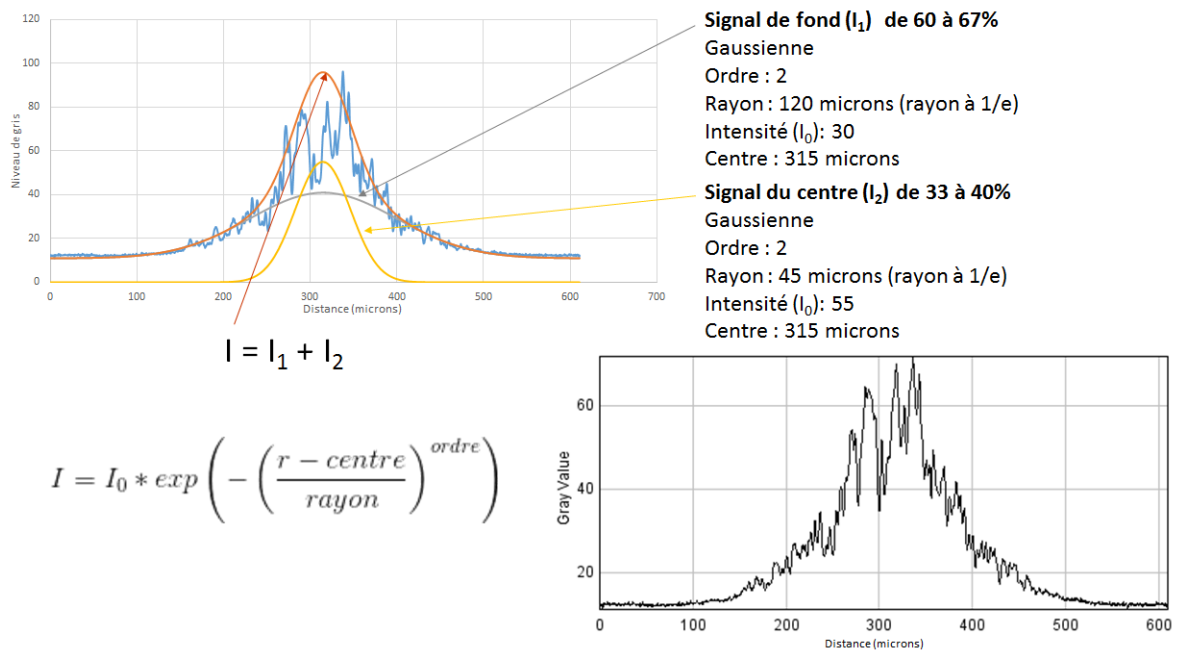 120
100
80
60
40
20
0
Niveau de gris
0 100 200 300 400 500 600 700
Distance (microns)
I = I₁ + I₂
Signal de fond (I₁) de 60 à 67%
Gaussienne
Ordre : 2
Rayon : 120 microns (rayon à 1/e)
Intensité (I₀): 30
Centre : 315 microns
Signal du centre (I₂) de 33 à 40%
Gaussienne
Ordre : 2
Rayon : 45 microns (rayon à 1/e)
Intensité (I₀): 55
Centre : 315 microns
I = I₀ * exp(−((r − centre)/rayon)^ordre)
60
40
20
Gray Value
0 100 200 300 400 500 600
Distance (microns)